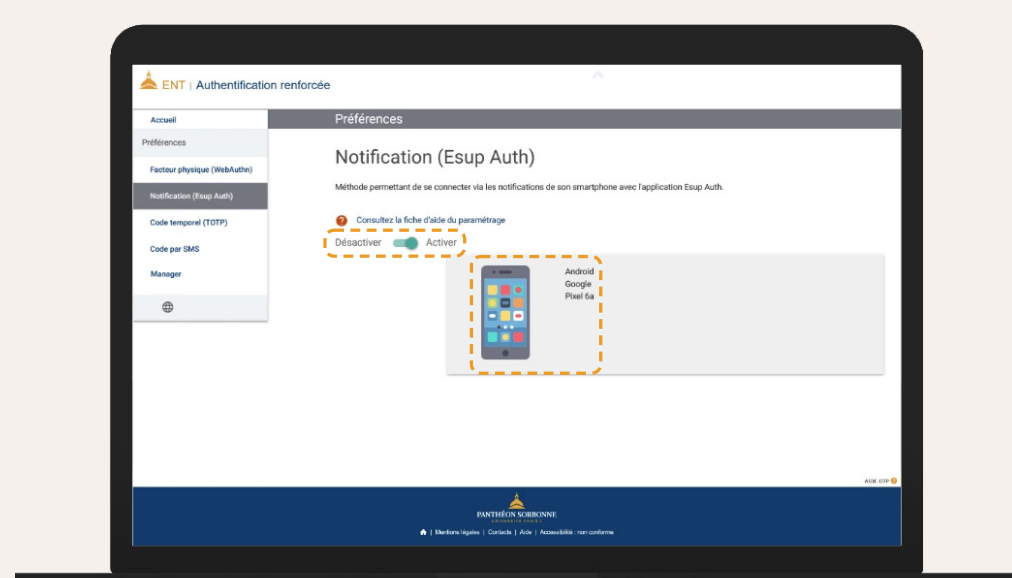 ENT | Authentification renforcée
Accueil
Préférences
Facteur physique (WebAuthn)
Notification (Esup Auth)
Code temporel (TOTP)
Code par SMS
Manager
Préférences
Notification (Esup Auth)
Méthode permettant de se connecter via les notifications de son smartphone avec l'application Esup Auth.
Consultez la fiche d'aide du paramétrage
Désactiver Activer
Android
Google
Pixel 6a
AIDE OTP
PANTHÉON SORBONNE
UNIVERSITÉ PARIS 1
| Mentions légales | Contacts | Aide | Accessibilité : non conforme